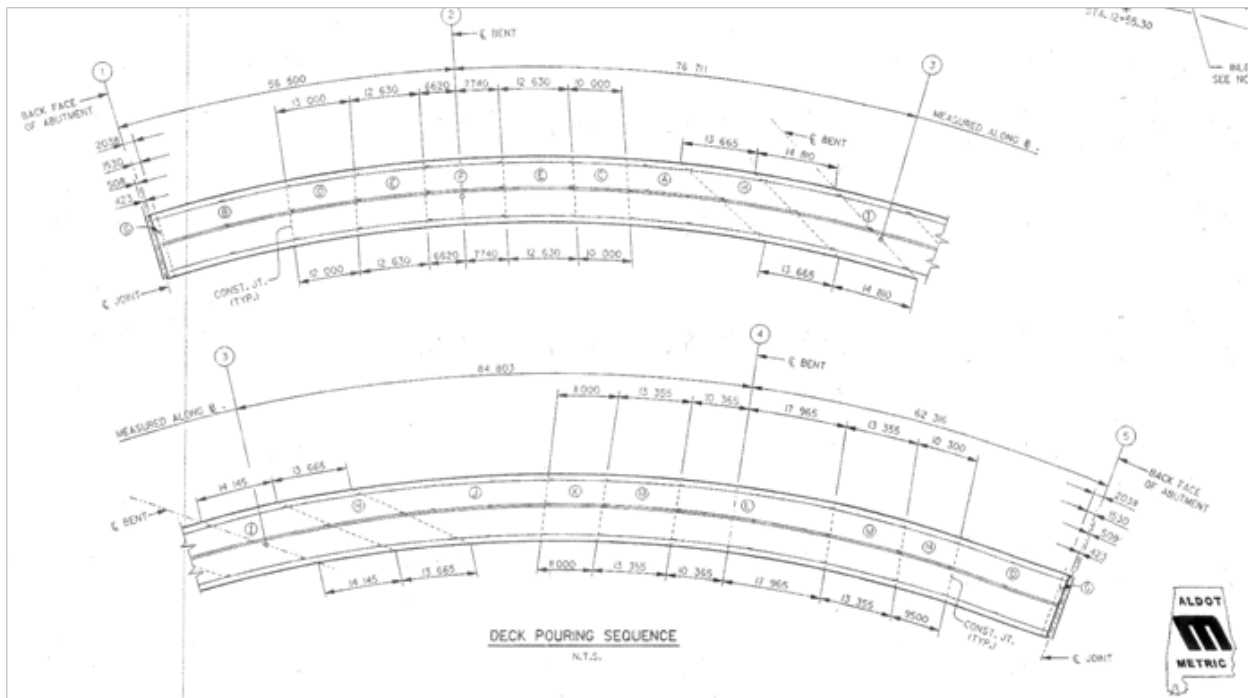 STA. 12+55.30
INLE
SEE NO
1
BACK FACE
OF ABUTMENT
56 600
2
℄ BENT
76 711
3
MEASURED ALONG ℄.
2038
1530
508
423
13 000
12 630
6620
7740
12 630
10 000
13 665
℄ BENT
14 810
G
B
D
E
F
E
C
A
H
I
℄ JOINT
CONST. JT.
(TYP.)
12 000
12 630
6620
7740
12 630
10 000
13 665
14 810
3
MEASURED ALONG ℄.
84 803
4
℄ BENT
62 316
5
BACK FACE
OF ABUTMENT
14 145
13 665
11 000
13 355
10 365
17 965
13 355
10 300
2038
1530
508
423
℄ BENT
I
H
J
K
M
L
M
N
O
G
14 145
13 665
11 000
13 355
10 365
17 965
13 355
9500
CONST. JT.
(TYP.)
℄ JOINT
DECK POURING SEQUENCE
N.T.S.
ALDOT
METRIC